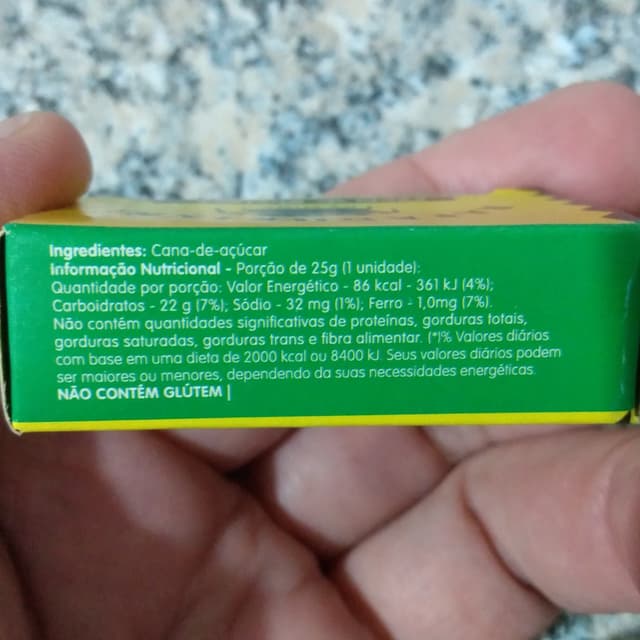 Ingredientes: Cana-de-açúcar
Informação Nutricional - Porção de 25g (1 unidade):
Quantidade por porção: Valor Energético - 86 kcal - 361 kJ (4%);
Carboidratos - 22 g (7%); Sódio - 32 mg (1%); Ferro - 1,0mg (7%).
Não contém quantidades significativas de proteínas, gorduras totais,
gorduras saturadas, gorduras trans e fibra alimentar. (*)% Valores diários
com base em uma dieta de 2000 kcal ou 8400 kJ. Seus valores diários podem
ser maiores ou menores, dependendo da suas necessidades energéticas.
NÃO CONTÉM GLÚTEM |